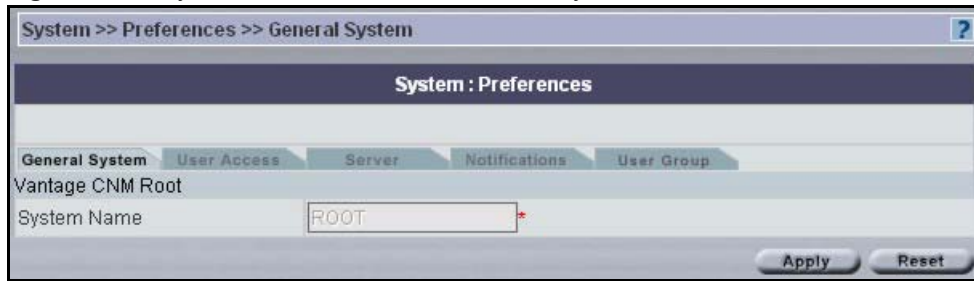 System >> Preferences >> General System ?
System : Preferences
General System User Access Server Notifications User Group
Vantage CNM Root
System Name ROOT *
Apply Reset